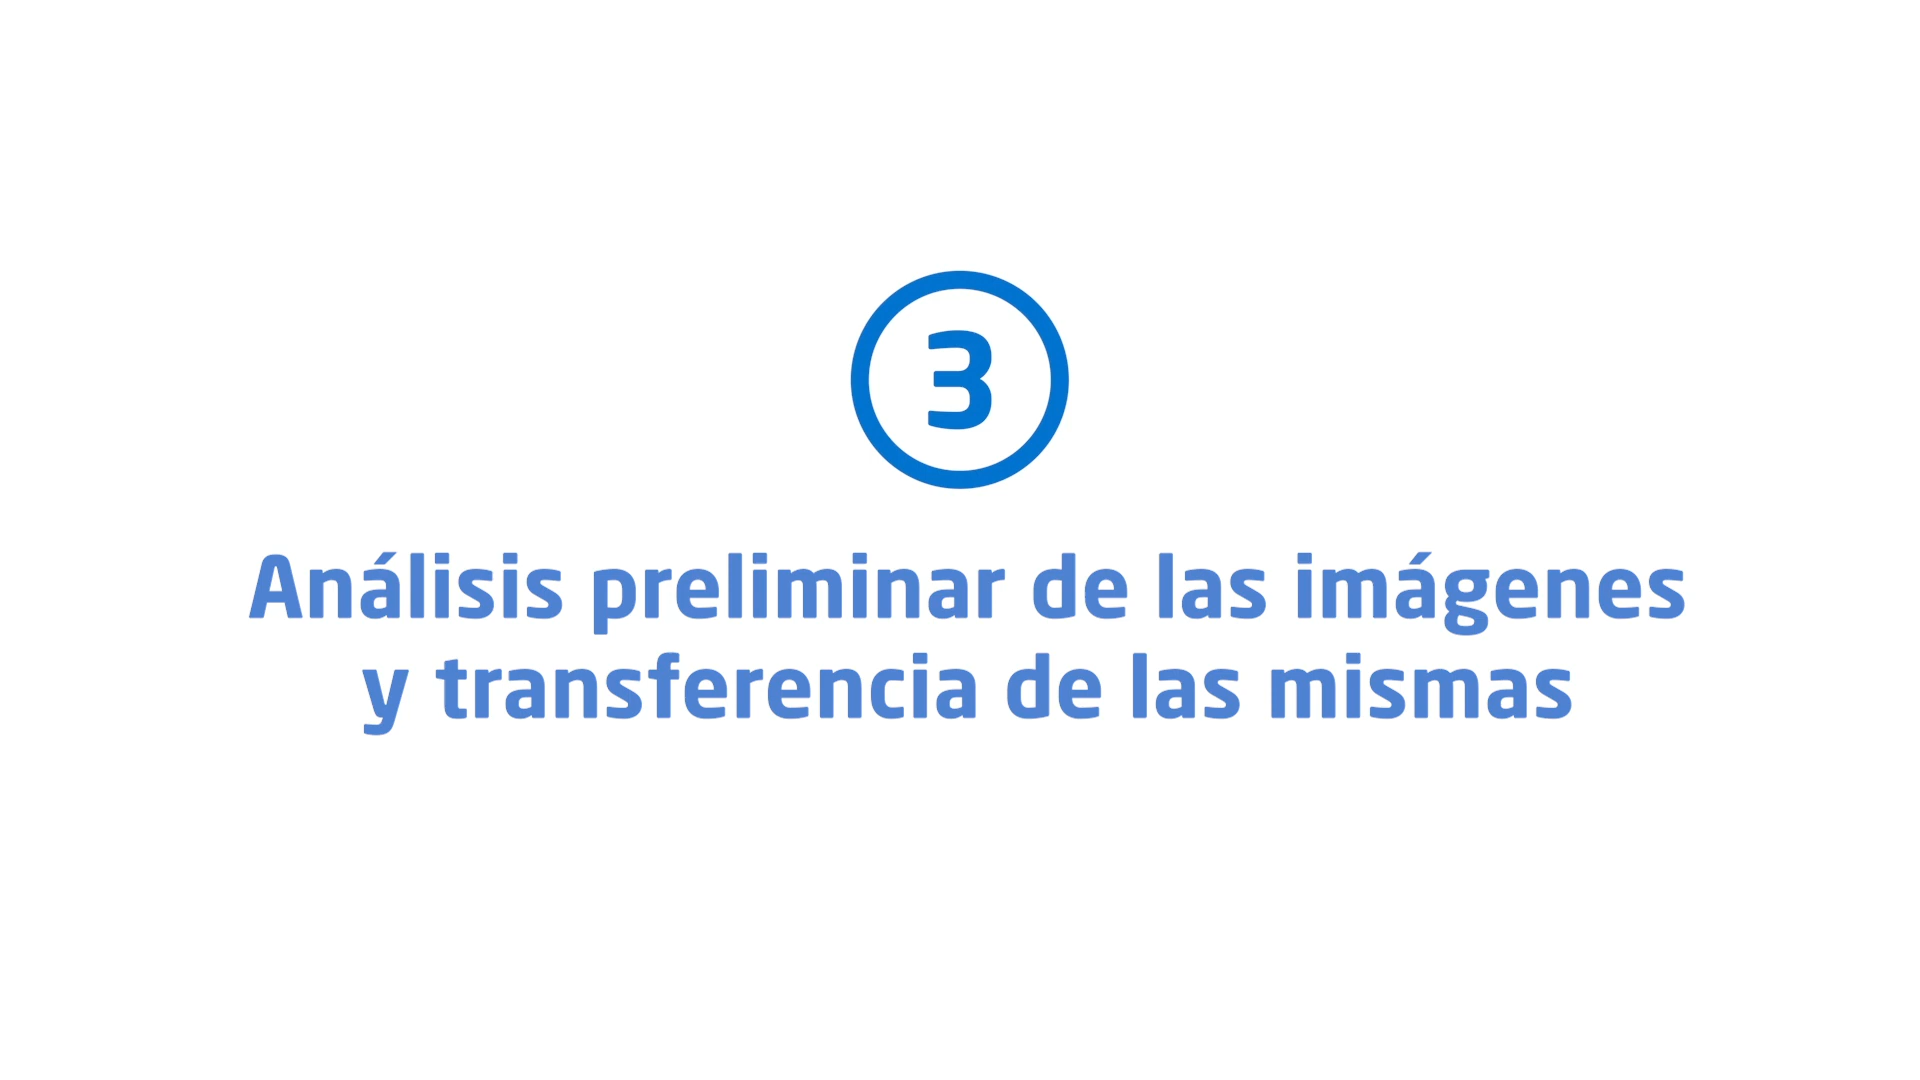 3
Análisis preliminar de las imágenes
y transferencia de las mismas